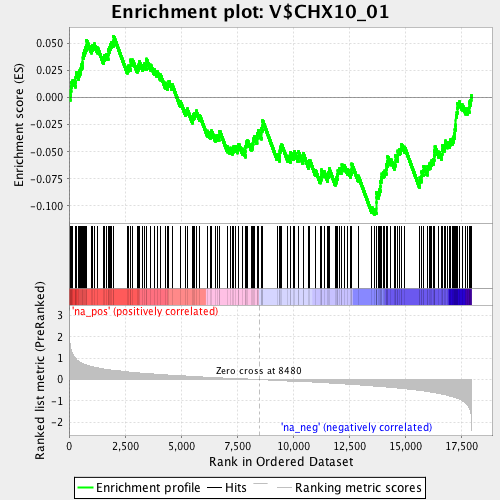 Enrichment plot: V$CHX10_01
Enrichment score (ES)
0.050
0.025
0.000
-0.025
-0.050
-0.075
-0.100
'na_pos' (positively correlated)
Ranked list metric (PreRanked)
3
2
1
0
-1
-2
Zero cross at 8480
'na_neg' (negatively correlated)
0
2,500
5,000
7,500
10,000
12,500
15,000
17,500
Rank in Ordered Dataset
Enrichment profile
Hits
Ranking metric scores